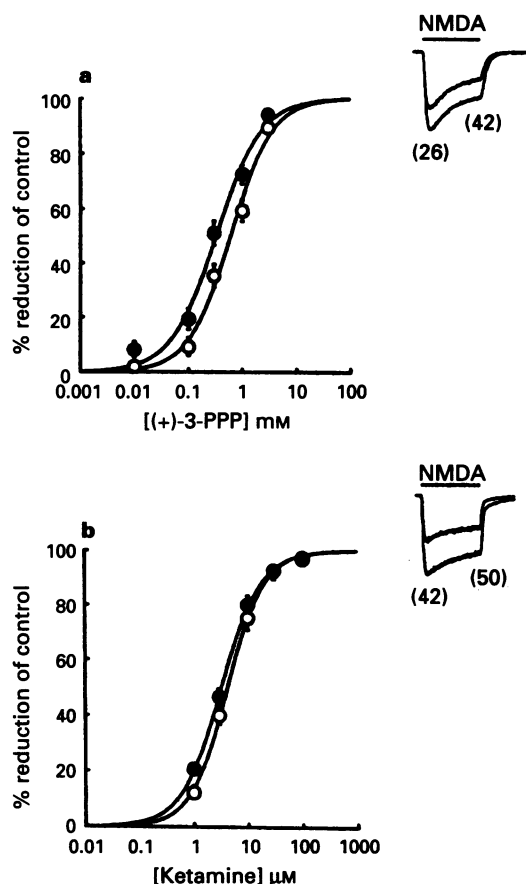 NMDA
a
(42)
(26)
100
80
60
40
20
0
% reduction of control
0.001 0.01 0.1 1 10 100
[(+)-3-PPP] mM
NMDA
b
(50)
(42)
100
80
60
40
20
0
% reduction of control
0.01 0.1 1 10 100 1000
[Ketamine] μM